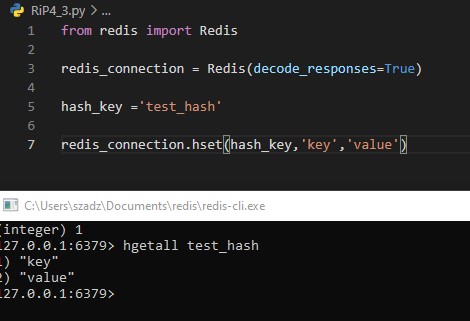 RiP4_3.py > ...
1 from redis import Redis
2
3 redis_connection = Redis(decode_responses=True)
4
5 hash_key ='test_hash'
6
7 redis_connection.hset(hash_key,'key','value')
C:\Users\szadz\Documents\redis\redis-cli.exe
(integer) 1
127.0.0.1:6379> hgetall test_hash
1) "key"
2) "value"
127.0.0.1:6379>